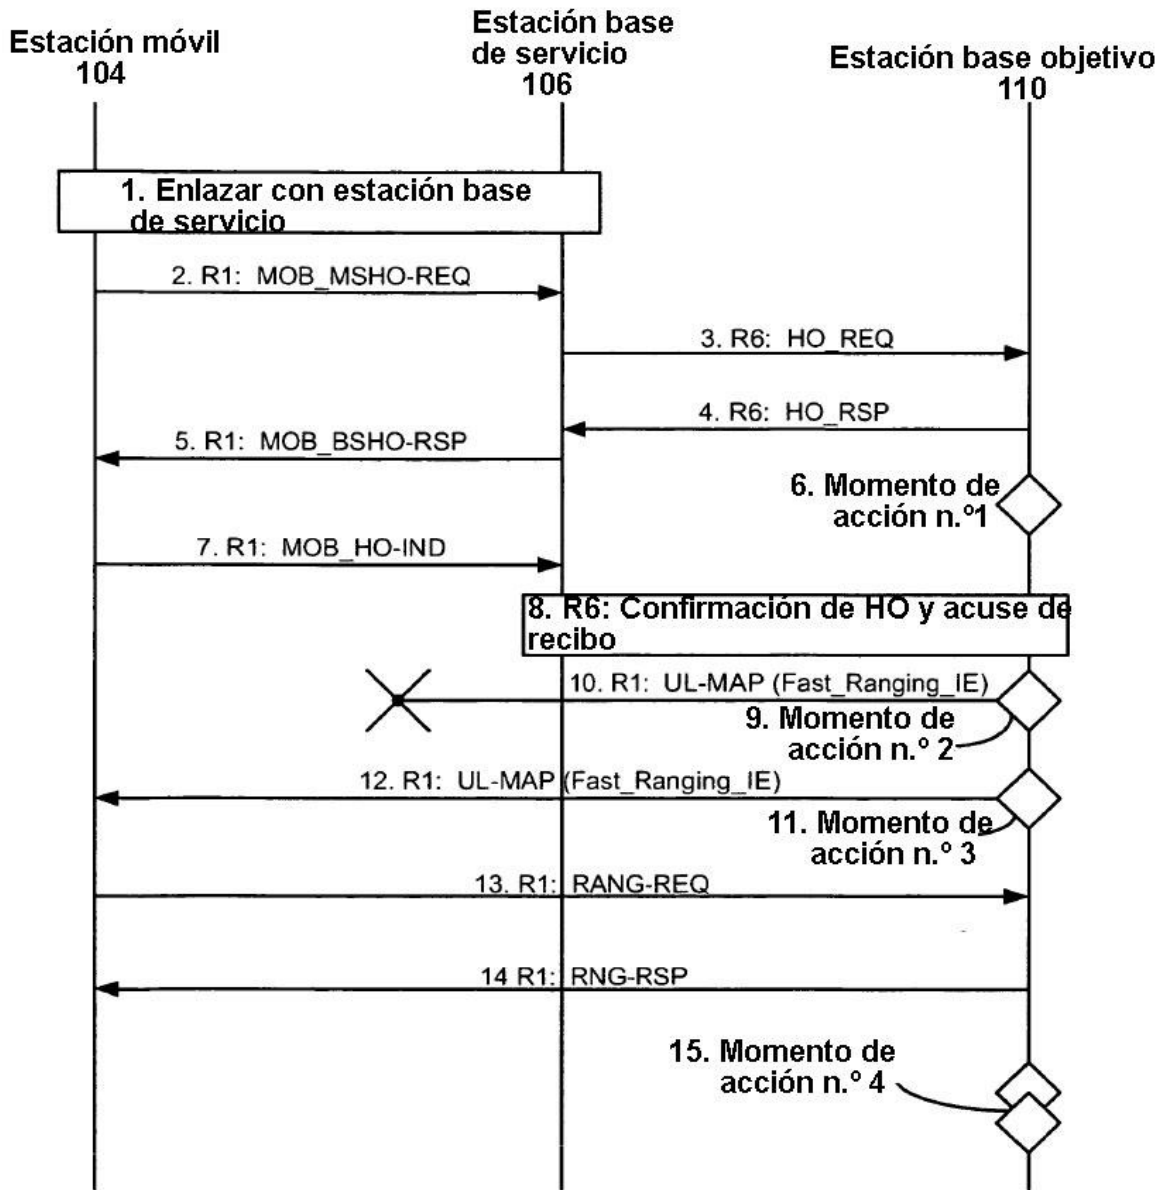 Estación móvil
104
Estación base
de servicio
106
Estación base objetivo
110
1. Enlazar con estación base
de servicio
2. R1: MOB_MSHO-REQ
3. R6: HO_REQ
4. R6: HO_RSP
5. R1: MOB_BSHO-RSP
6. Momento de
acción n.º1
7. R1: MOB_HO-IND
8. R6: Confirmación de HO y acuse de
recibo
10. R1: UL-MAP (Fast_Ranging_IE)
9. Momento de
acción n.º 2
12. R1: UL-MAP (Fast_Ranging_IE)
11. Momento de
acción n.º 3
13. R1: RANG-REQ
14 R1: RNG-RSP
15. Momento de
acción n.º 4